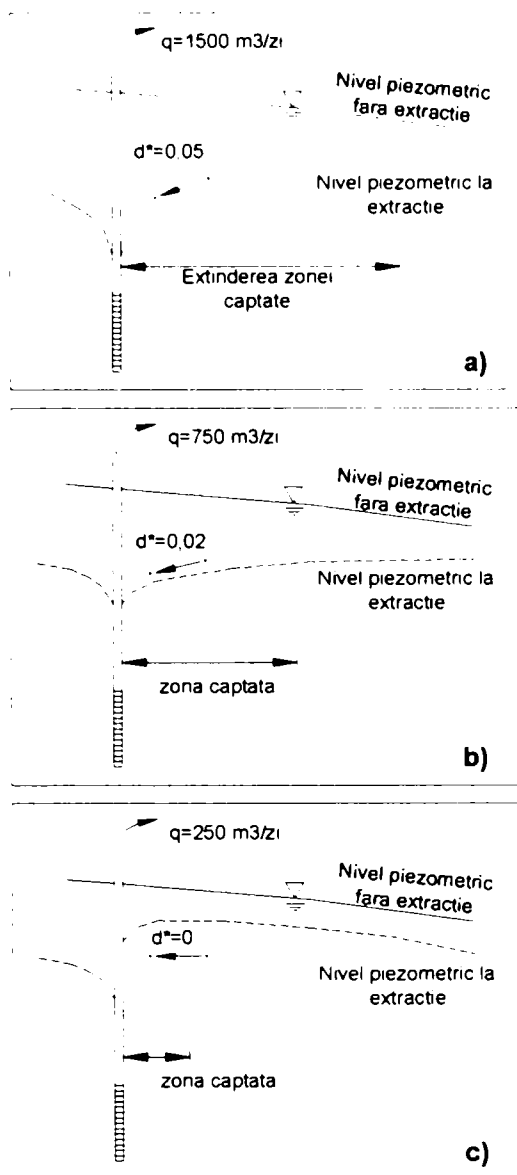 q=1500 m3/zi
Nivel piezometric
fara extractie
d*=0,05
Nivel piezometric la
extractie
Extinderea zonei
captate
a)
q=750 m3/zi
Nivel piezometric
fara extractie
d*=0,02
Nivel piezometric la
extractie
zona captata
b)
q=250 m3/zi
Nivel piezometric
fara extractie
d*=0
Nivel piezometric la
extractie
zona captata
c)